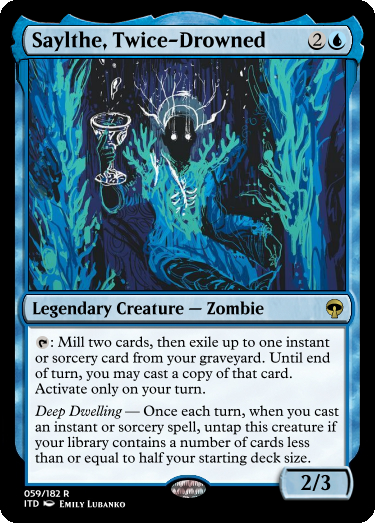 Saylthe, Twice-Drowned 2
Legendary Creature — Zombie
: Mill two cards, then exile up to one instant
or sorcery card from your graveyard. Until end
of turn, you may cast a copy of that card.
Activate only on your turn.
Deep Dwelling — Once each turn, when you cast
an instant or sorcery spell, untap this creature if
your library contains a number of cards less
than or equal to half your starting deck size.
2/3
059/182 R
ITD EMILY LUBANKO